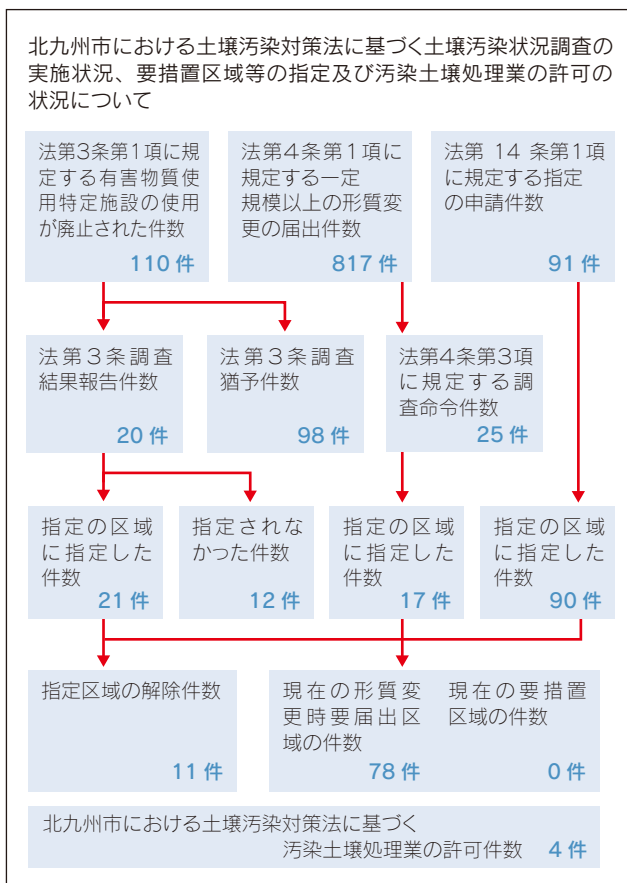 北九州市における土壌汚染対策法に基づく土壌汚染状況調査の
実施状況、要措置区域等の指定及び汚染土壌処理業の許可の
状況について
法第3条第1項に規
定する有害物質使
用特定施設の使用
が廃止された件数
110 件
法第4条第1項に
規定する一定
規模以上の形質変
更の届出件数
817 件
法第 14 条第1項
に規定する指定
の申請件数
91 件
法第3条調査
結果報告件数
20 件
法第3条調査
猶予件数
98 件
法第4条第3項
に規定する調
査命令件数
25 件
指定の区域
に指定した
件数
21 件
指定されな
かった件数
12 件
指定の区域
に指定した
件数
17 件
指定の区域
に指定した
件数
90 件
指定区域の解除件数
11 件
現在の形質変
更時要届出区
域の件数
78 件
現在の要措置
区域の件数
0 件
北九州市における土壌汚染対策法に基づく
汚染土壌処理業の許可件数 4 件